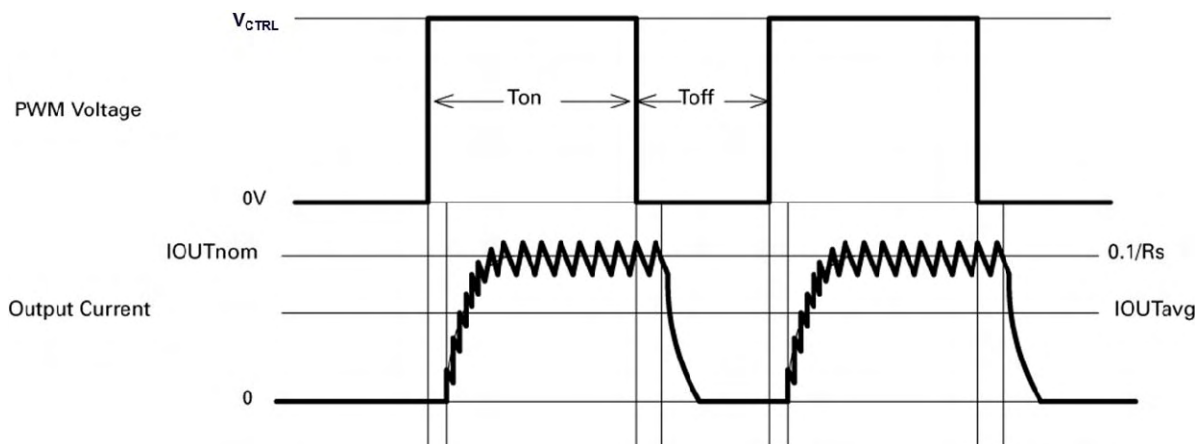 VCTRL
PWM Voltage
Ton
Toff
0V
IOUTnom
0.1/Rs
Output Current
IOUTavg
0